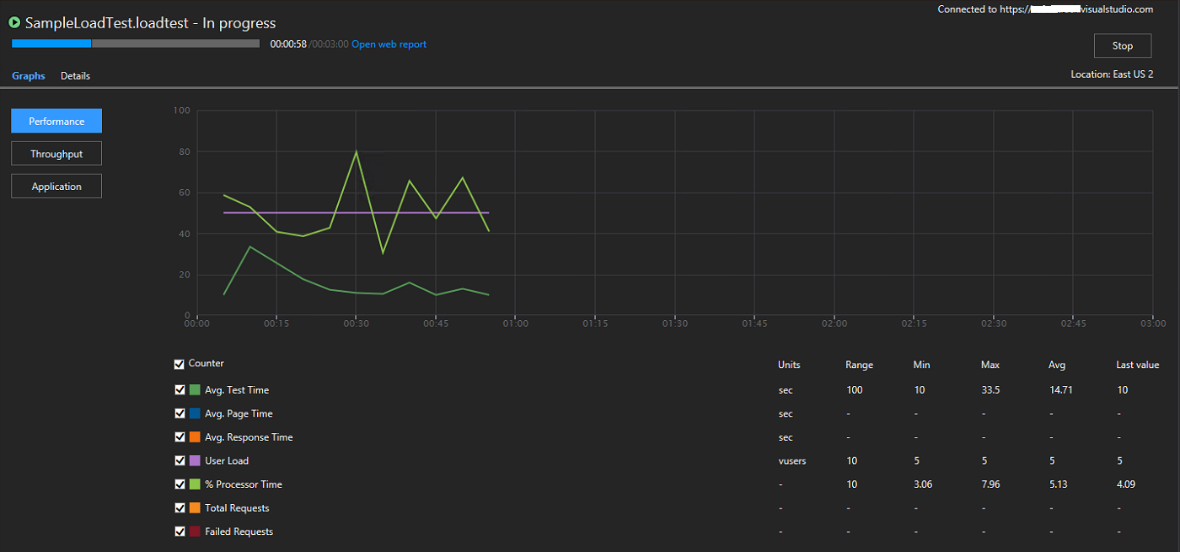 Connected to https:// visualstudio.com
SampleLoadTest.loadtest - In progress
00:00:58/00:03:00 Open web report
Stop
Graphs Details
Location: East US 2
Performance
Throughput
Application
100
80
60
40
20
0
00:00 00:15 00:30 00:45 01:00 01:15 01:30 01:45 02:00 02:15 02:30 02:45 03:00
Counter Units Range Min Max Avg Last value
Avg. Test Time sec 100 10 33.5 14.71 10
Avg. Page Time sec - - - - -
Avg. Response Time sec - - - - -
User Load vusers 10 5 5 5 5
% Processor Time - 10 3.06 7.96 5.13 4.09
Total Requests - - - - - -
Failed Requests - - - - - -